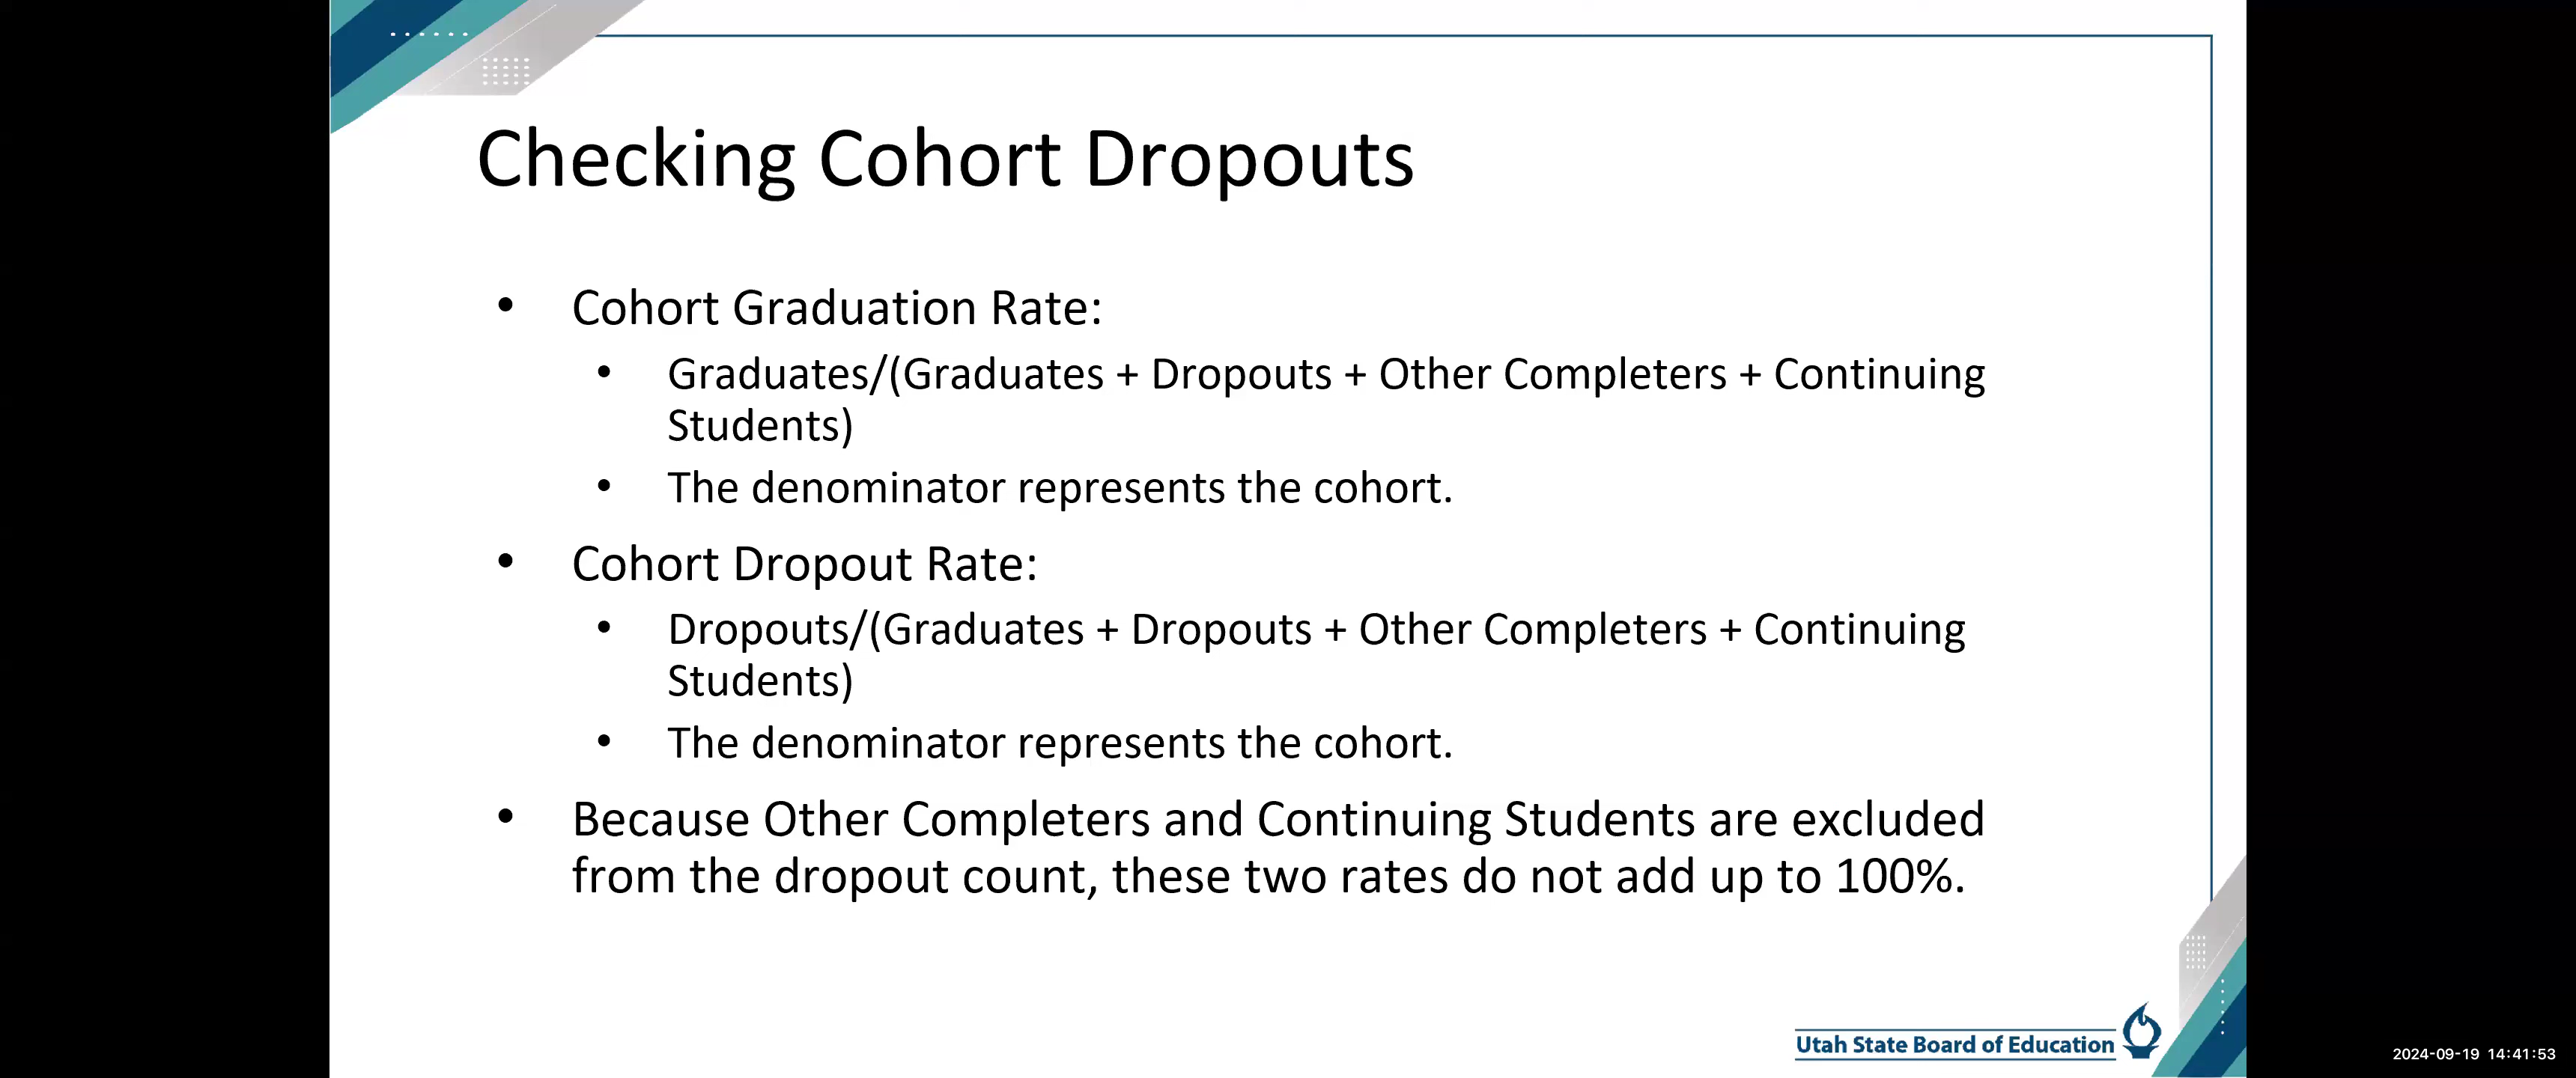 Checking Cohort Dropouts
• Cohort Graduation Rate:
• Graduates/(Graduates + Dropouts + Other Completers + Continuing
Students)
• The denominator represents the cohort.
• Cohort Dropout Rate:
• Dropouts/(Graduates + Dropouts + Other Completers + Continuing
Students)
• The denominator represents the cohort.
• Because Other Completers and Continuing Students are excluded
from the dropout count, these two rates do not add up to 100%.
Utah State Board of Education
2024-09-19 14:41:53